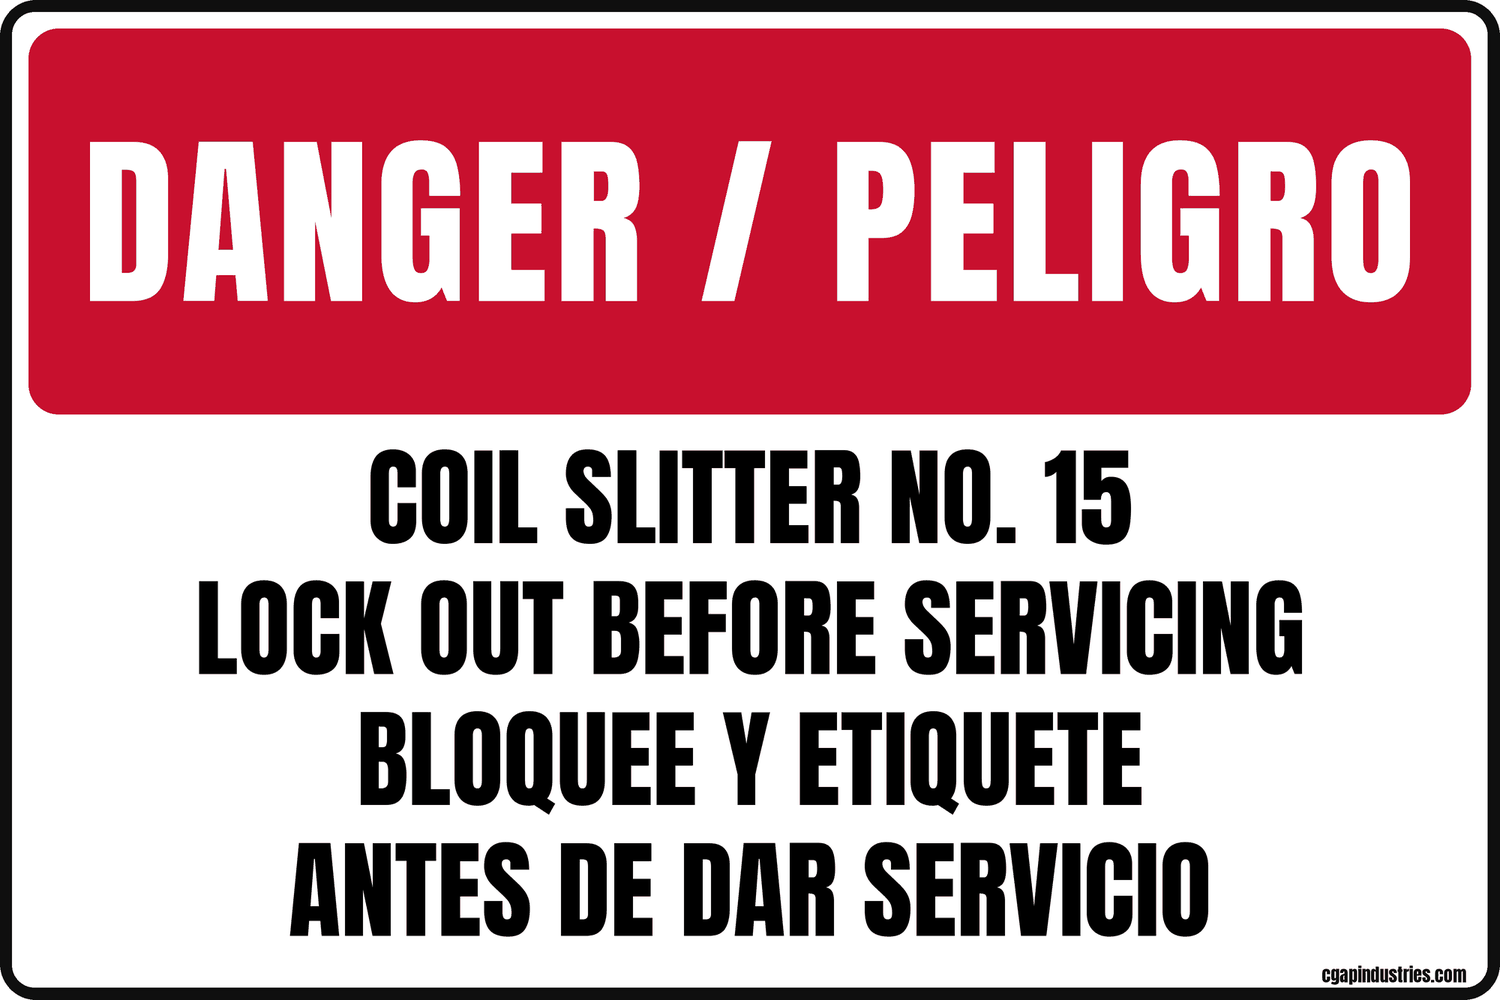 DANGER / PELIGRO
COIL SLITTER NO. 15
LOCK OUT BEFORE SERVICING
BLOQUEE Y ETIQUETE
ANTES DE DAR SERVICIO
cgapindustries.com